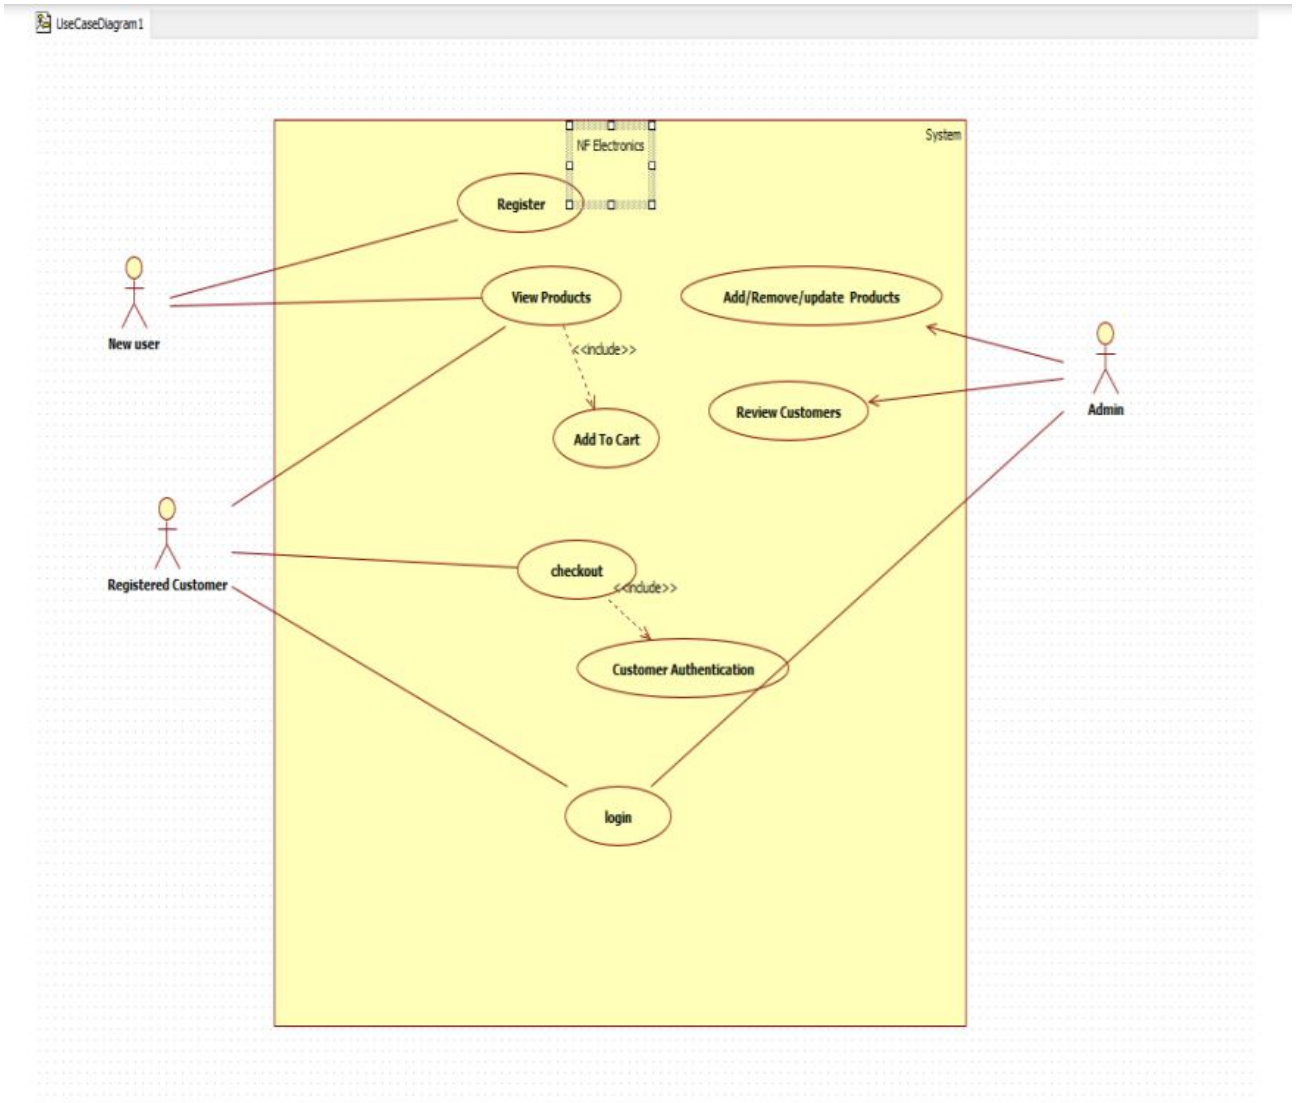 UseCaseDiagram1
NF Electronics
System
Register
View Products
Add/Remove/update Products
<<include>>
New user
Review Customers
Admin
Add To Cart
checkout
Registered Customer
<<include>>
Customer Authentication
login